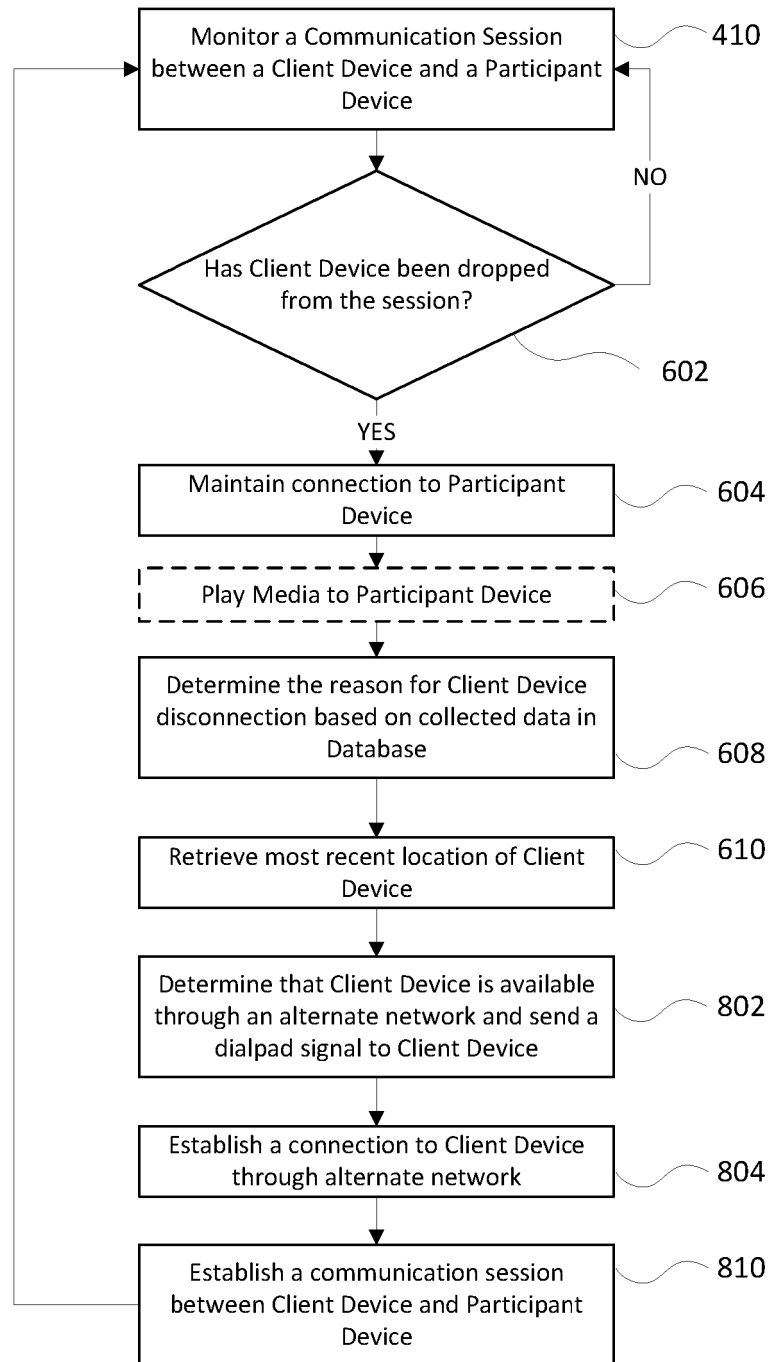 Monitor a Communication Session
between a Client Device and a Participant
Device
410
NO
Has Client Device been dropped
from the session?
602
YES
Maintain connection to Participant
Device
604
Play Media to Participant Device
606
Determine the reason for Client Device
disconnection based on collected data in
Database
608
Retrieve most recent location of Client
Device
610
Determine that Client Device is available
through an alternate network and send a
dialpad signal to Client Device
802
Establish a connection to Client Device
through alternate network
804
Establish a communication session
between Client Device and Participant
Device
810